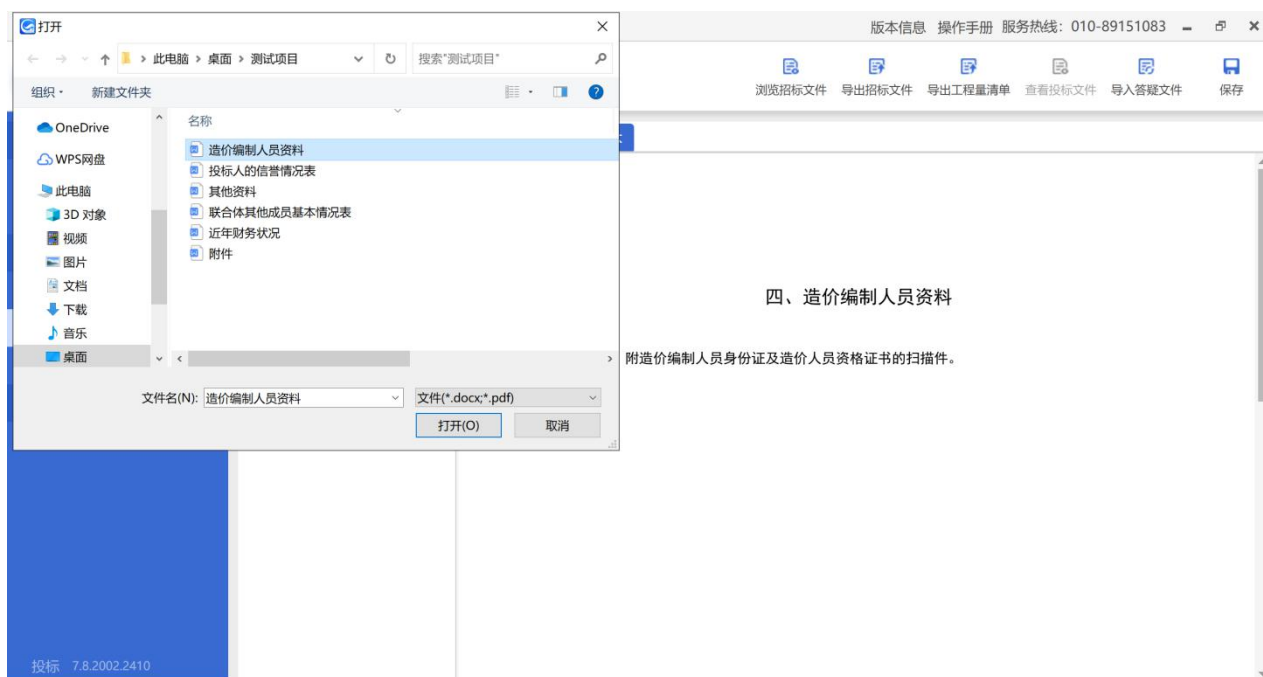 打开
版本信息 操作手册 服务热线：010-89151083
此电脑 › 桌面 › 测试项目
搜索"测试项目"
浏览招标文件 导出招标文件 导出工程量清单 查看投标文件 导入答疑文件 保存
组织 新建文件夹
名称
OneDrive
WPS网盘
此电脑
3D 对象
视频
图片
文档
下载
音乐
桌面
造价编制人员资料
投标人的信誉情况表
其他资料
联合体其他成员基本情况表
近年财务状况
附件
文件名(N): 造价编制人员资料 文件(*.docx;*.pdf)
打开(O) 取消
四、造价编制人员资料
附造价编制人员身份证及造价人员资格证书的扫描件。
投标 7.8.2002.2410